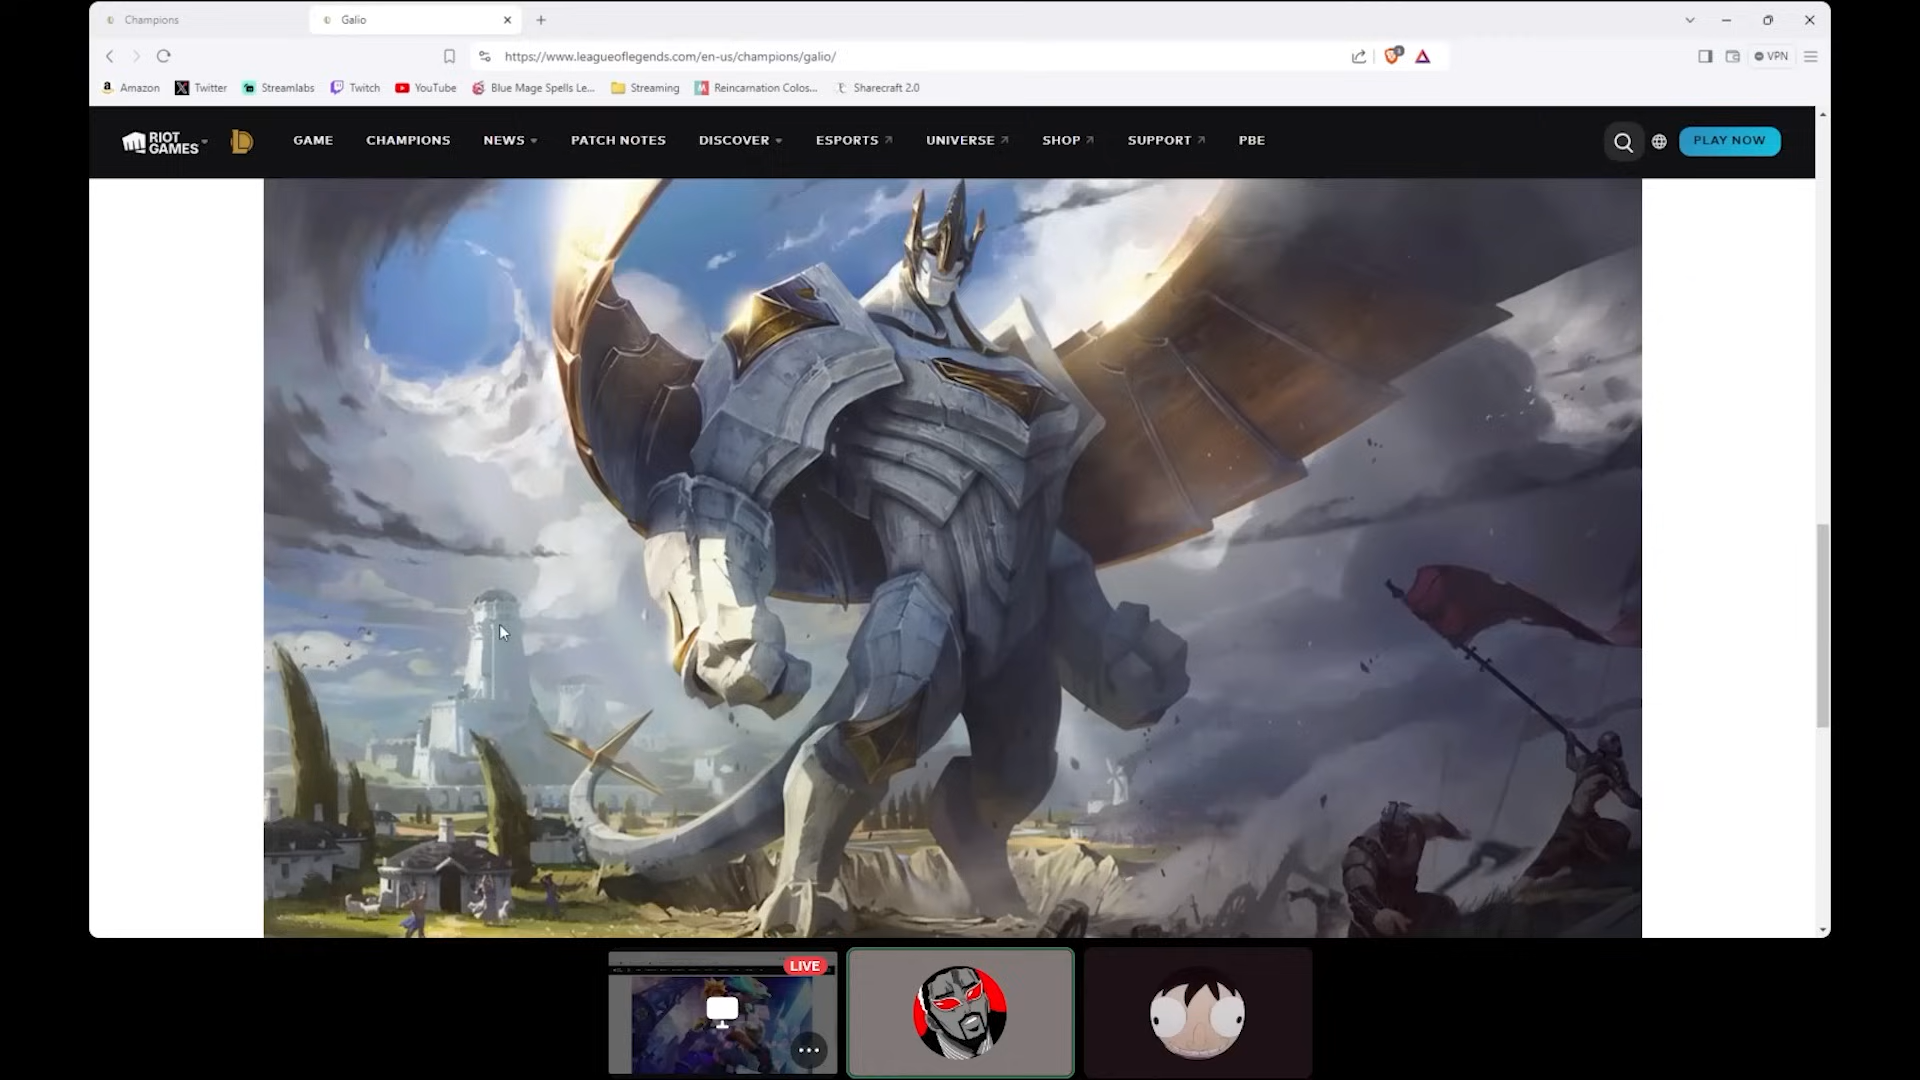 Champions
Galio
https://www.leagueoflegends.com/en-us/champions/galio/
VPN
Amazon
Twitter
Streamlabs
Twitch
YouTube
Blue Mage Spells Le...
Streaming
Reincarnation Colos...
Sharecraft 2.0
RIOT
GAMES
GAME
CHAMPIONS
NEWS
PATCH NOTES
DISCOVER
ESPORTS
UNIVERSE
SHOP
SUPPORT
PBE
PLAY NOW
LIVE